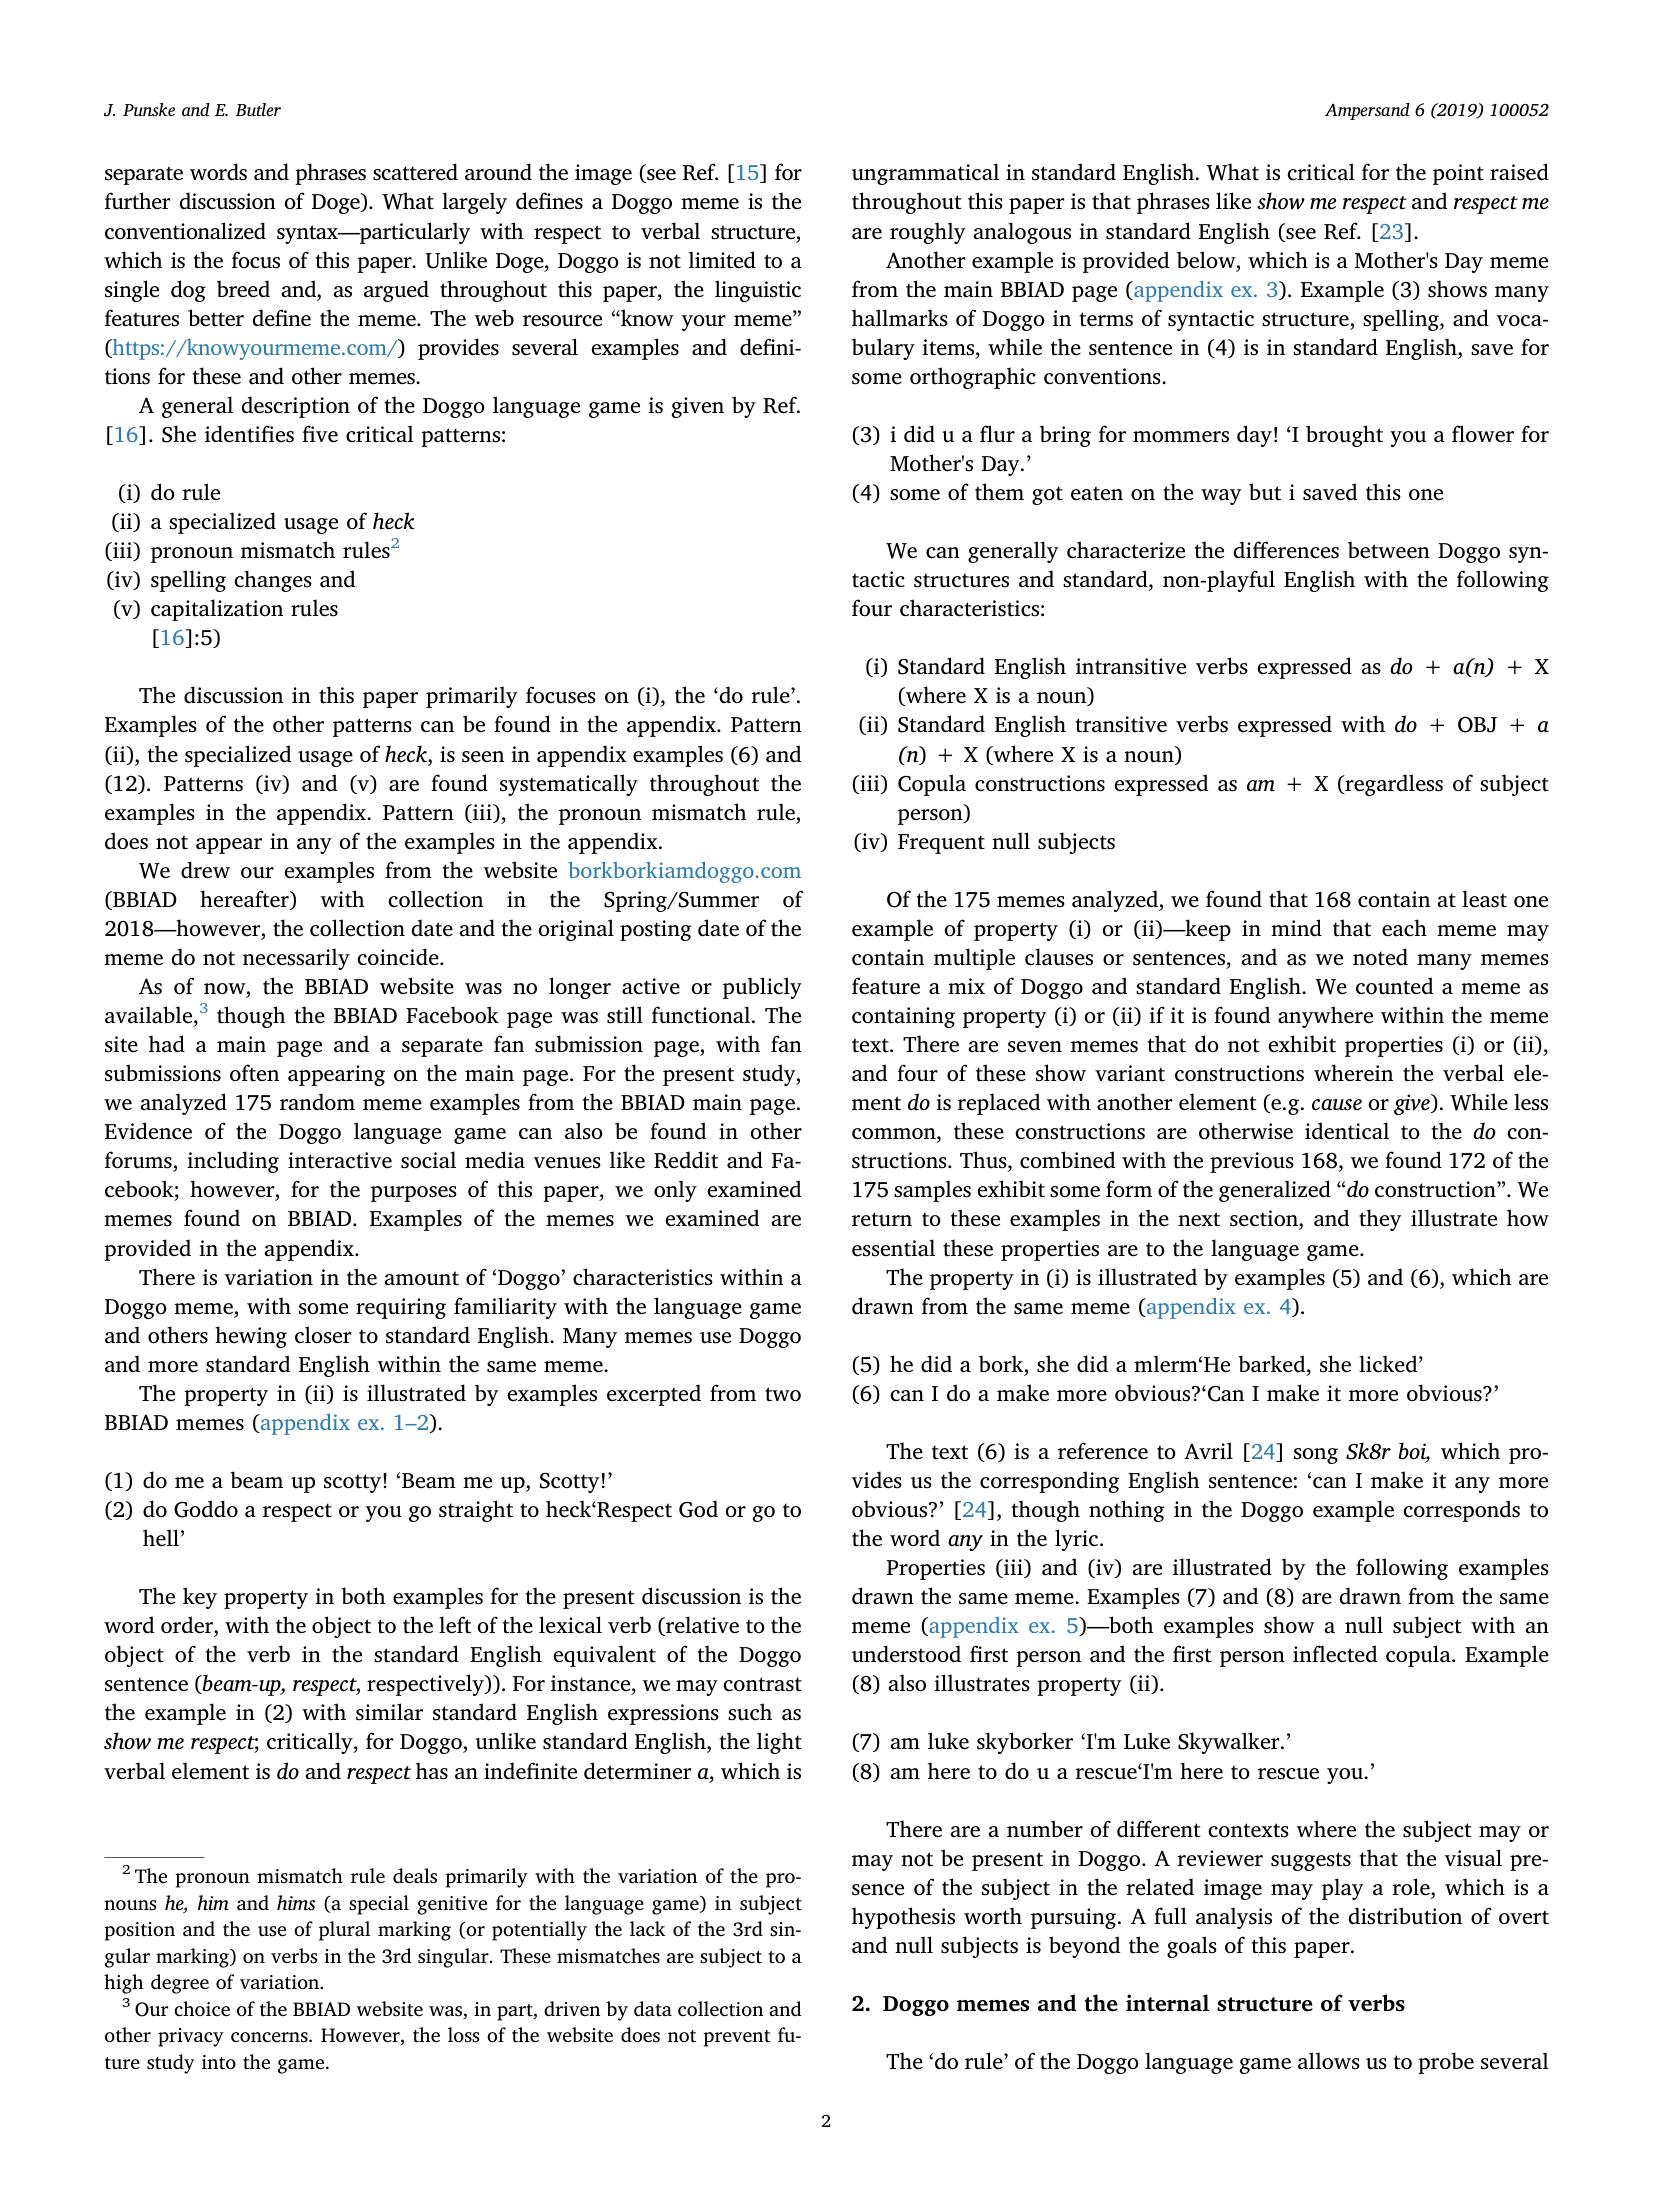 J. Punske and E. Butler
Ampersand 6 (2019) 100052
separate words and phrases scattered around the image (see Ref. [15] for
further discussion of Doge). What largely defines a Doggo meme is the
conventionalized syntax—particularly with respect to verbal structure,
which is the focus of this paper. Unlike Doge, Doggo is not limited to a
single dog breed and, as argued throughout this paper, the linguistic
features better define the meme. The web resource “know your meme”
(https://knowyourmeme.com/) provides several examples and defini-
tions for these and other memes.
A general description of the Doggo language game is given by Ref.
[16]. She identifies five critical patterns:
(i) do rule
(ii) a specialized usage of heck
(iii) pronoun mismatch rules2
(iv) spelling changes and
(v) capitalization rules
[16]:5)
The discussion in this paper primarily focuses on (i), the ‘do rule’.
Examples of the other patterns can be found in the appendix. Pattern
(ii), the specialized usage of heck, is seen in appendix examples (6) and
(12). Patterns (iv) and (v) are found systematically throughout the
examples in the appendix. Pattern (iii), the pronoun mismatch rule,
does not appear in any of the examples in the appendix.
We drew our examples from the website borkborkiamdoggo.com
(BBIAD hereafter) with collection in the Spring/Summer of
2018—however, the collection date and the original posting date of the
meme do not necessarily coincide.
As of now, the BBIAD website was no longer active or publicly
available,3 though the BBIAD Facebook page was still functional. The
site had a main page and a separate fan submission page, with fan
submissions often appearing on the main page. For the present study,
we analyzed 175 random meme examples from the BBIAD main page.
Evidence of the Doggo language game can also be found in other
forums, including interactive social media venues like Reddit and Fa-
cebook; however, for the purposes of this paper, we only examined
memes found on BBIAD. Examples of the memes we examined are
provided in the appendix.
There is variation in the amount of ‘Doggo’ characteristics within a
Doggo meme, with some requiring familiarity with the language game
and others hewing closer to standard English. Many memes use Doggo
and more standard English within the same meme.
The property in (ii) is illustrated by examples excerpted from two
BBIAD memes (appendix ex. 1–2).
(1) do me a beam up scotty! ‘Beam me up, Scotty!’
(2) do Goddo a respect or you go straight to heck‘Respect God or go to
hell’
The key property in both examples for the present discussion is the
word order, with the object to the left of the lexical verb (relative to the
object of the verb in the standard English equivalent of the Doggo
sentence (beam-up, respect, respectively)). For instance, we may contrast
the example in (2) with similar standard English expressions such as
show me respect; critically, for Doggo, unlike standard English, the light
verbal element is do and respect has an indefinite determiner a, which is
2 The pronoun mismatch rule deals primarily with the variation of the pro-
nouns he, him and hims (a special genitive for the language game) in subject
position and the use of plural marking (or potentially the lack of the 3rd sin-
gular marking) on verbs in the 3rd singular. These mismatches are subject to a
high degree of variation.
3 Our choice of the BBIAD website was, in part, driven by data collection and
other privacy concerns. However, the loss of the website does not prevent fu-
ture study into the game.
ungrammatical in standard English. What is critical for the point raised
throughout this paper is that phrases like show me respect and respect me
are roughly analogous in standard English (see Ref. [23].
Another example is provided below, which is a Mother's Day meme
from the main BBIAD page (appendix ex. 3). Example (3) shows many
hallmarks of Doggo in terms of syntactic structure, spelling, and voca-
bulary items, while the sentence in (4) is in standard English, save for
some orthographic conventions.
(3) i did u a flur a bring for mommers day! ‘I brought you a flower for
Mother's Day.’
(4) some of them got eaten on the way but i saved this one
We can generally characterize the differences between Doggo syn-
tactic structures and standard, non-playful English with the following
four characteristics:
(i) Standard English intransitive verbs expressed as do + a(n) + X
(where X is a noun)
(ii) Standard English transitive verbs expressed with do + OBJ + a
(n) + X (where X is a noun)
(iii) Copula constructions expressed as am + X (regardless of subject
person)
(iv) Frequent null subjects
Of the 175 memes analyzed, we found that 168 contain at least one
example of property (i) or (ii)—keep in mind that each meme may
contain multiple clauses or sentences, and as we noted many memes
feature a mix of Doggo and standard English. We counted a meme as
containing property (i) or (ii) if it is found anywhere within the meme
text. There are seven memes that do not exhibit properties (i) or (ii),
and four of these show variant constructions wherein the verbal ele-
ment do is replaced with another element (e.g. cause or give). While less
common, these constructions are otherwise identical to the do con-
structions. Thus, combined with the previous 168, we found 172 of the
175 samples exhibit some form of the generalized “do construction”. We
return to these examples in the next section, and they illustrate how
essential these properties are to the language game.
The property in (i) is illustrated by examples (5) and (6), which are
drawn from the same meme (appendix ex. 4).
(5) he did a bork, she did a mlerm‘He barked, she licked’
(6) can I do a make more obvious?‘Can I make it more obvious?’
The text (6) is a reference to Avril [24] song Sk8r boi, which pro-
vides us the corresponding English sentence: ‘can I make it any more
obvious?’ [24], though nothing in the Doggo example corresponds to
the word any in the lyric.
Properties (iii) and (iv) are illustrated by the following examples
drawn the same meme. Examples (7) and (8) are drawn from the same
meme (appendix ex. 5)—both examples show a null subject with an
understood first person and the first person inflected copula. Example
(8) also illustrates property (ii).
(7) am luke skyborker ‘I'm Luke Skywalker.’
(8) am here to do u a rescue‘I'm here to rescue you.’
There are a number of different contexts where the subject may or
may not be present in Doggo. A reviewer suggests that the visual pre-
sence of the subject in the related image may play a role, which is a
hypothesis worth pursuing. A full analysis of the distribution of overt
and null subjects is beyond the goals of this paper.
2. Doggo memes and the internal structure of verbs
The ‘do rule’ of the Doggo language game allows us to probe several
2